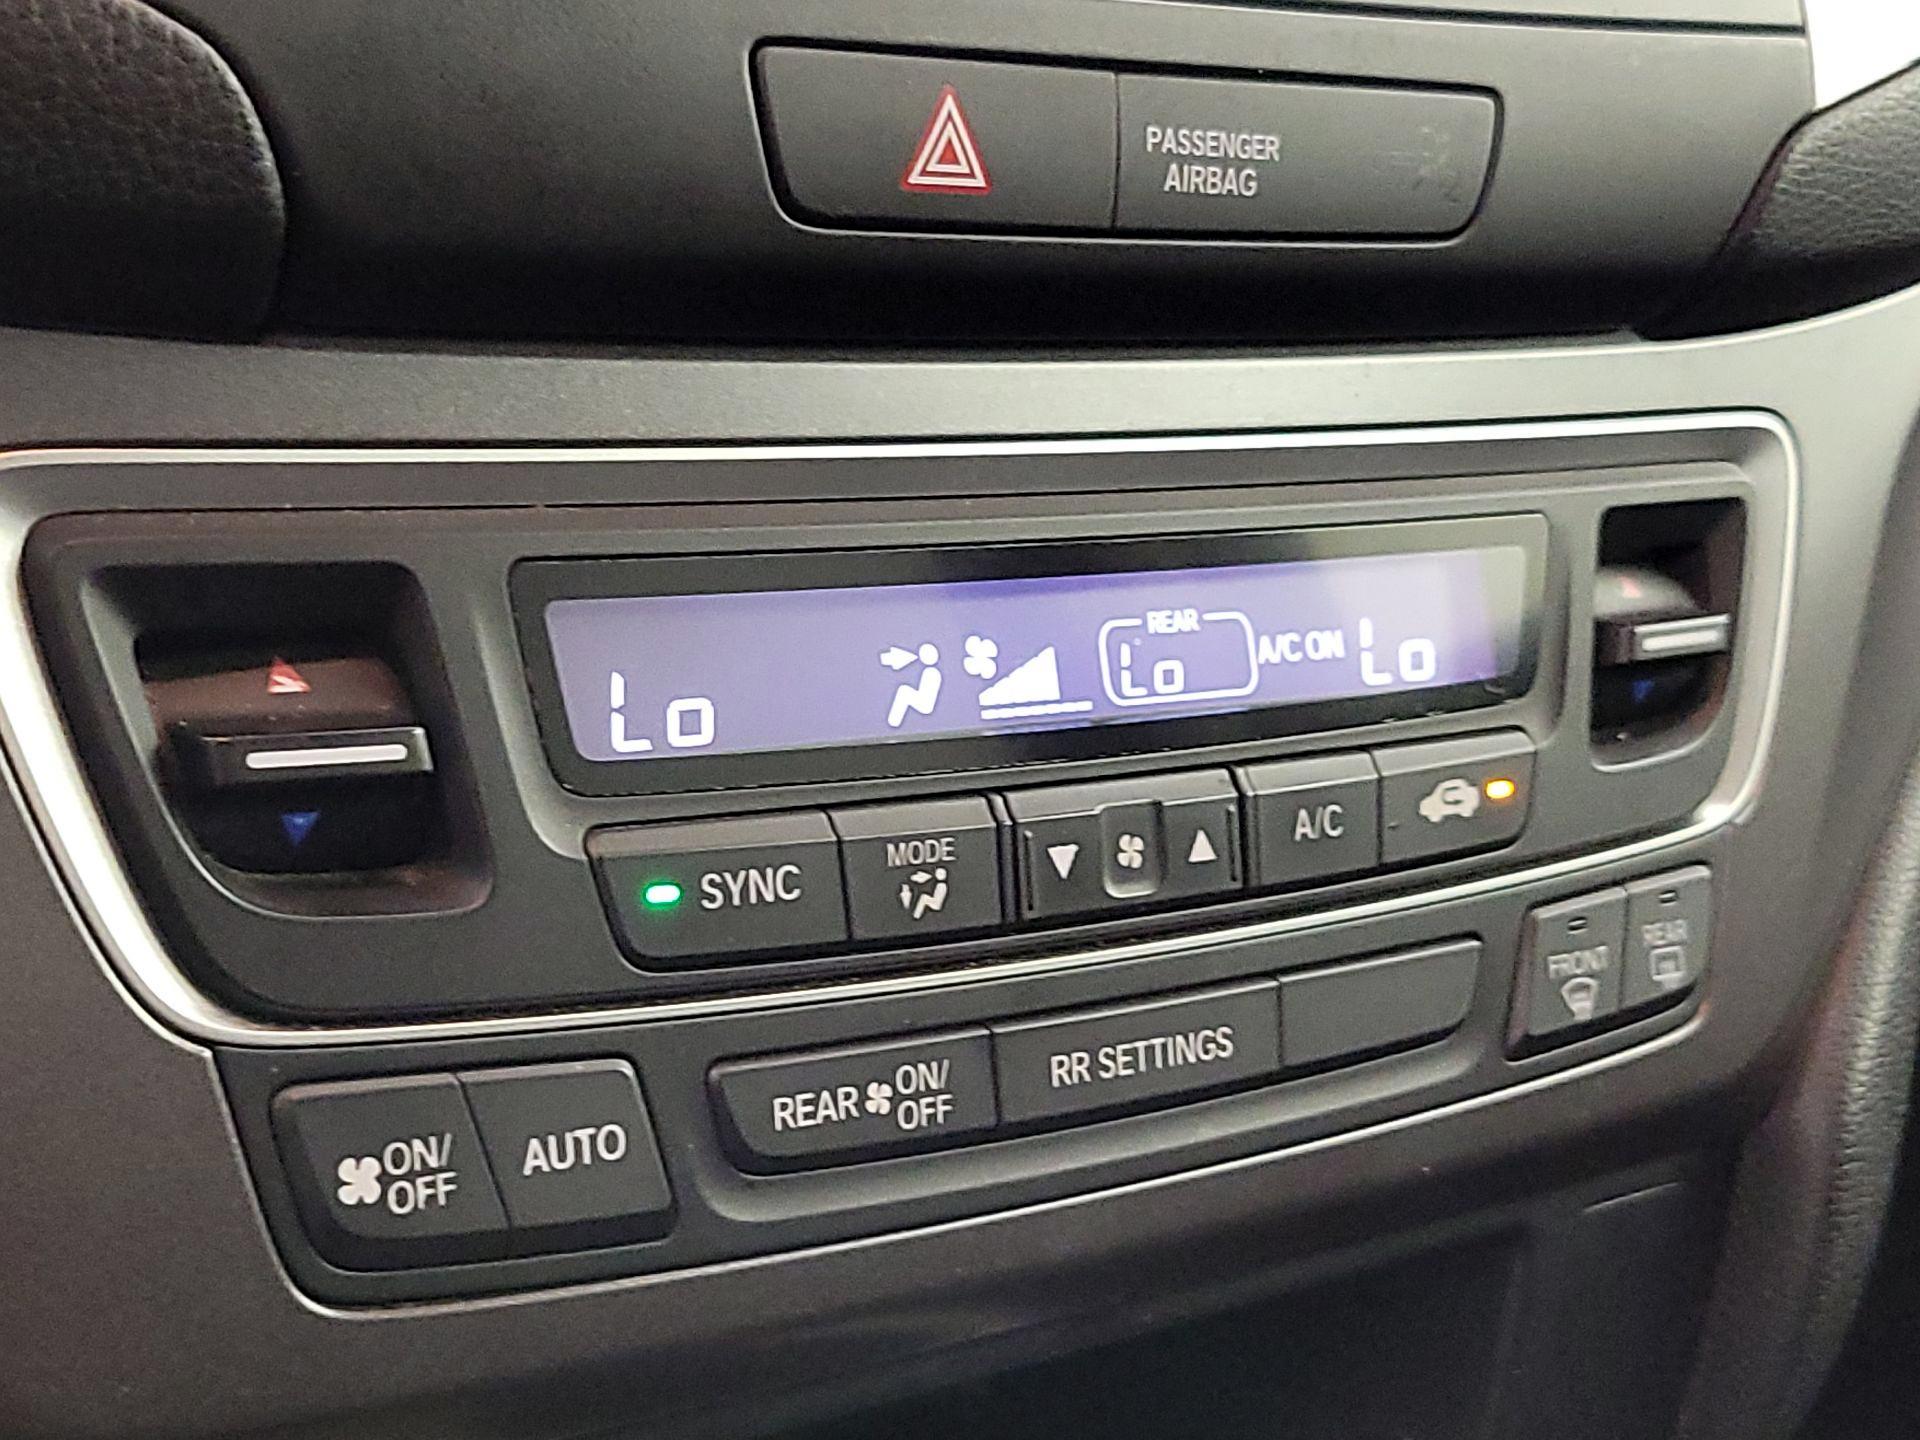 PASSENGER
AIRBAG
REAR
Lo
Lo
A/C ON
Lo
SYNC
MODE
A/C
FRONT
REAR
ON/
OFF
AUTO
REAR
ON/
OFF
RR SETTINGS